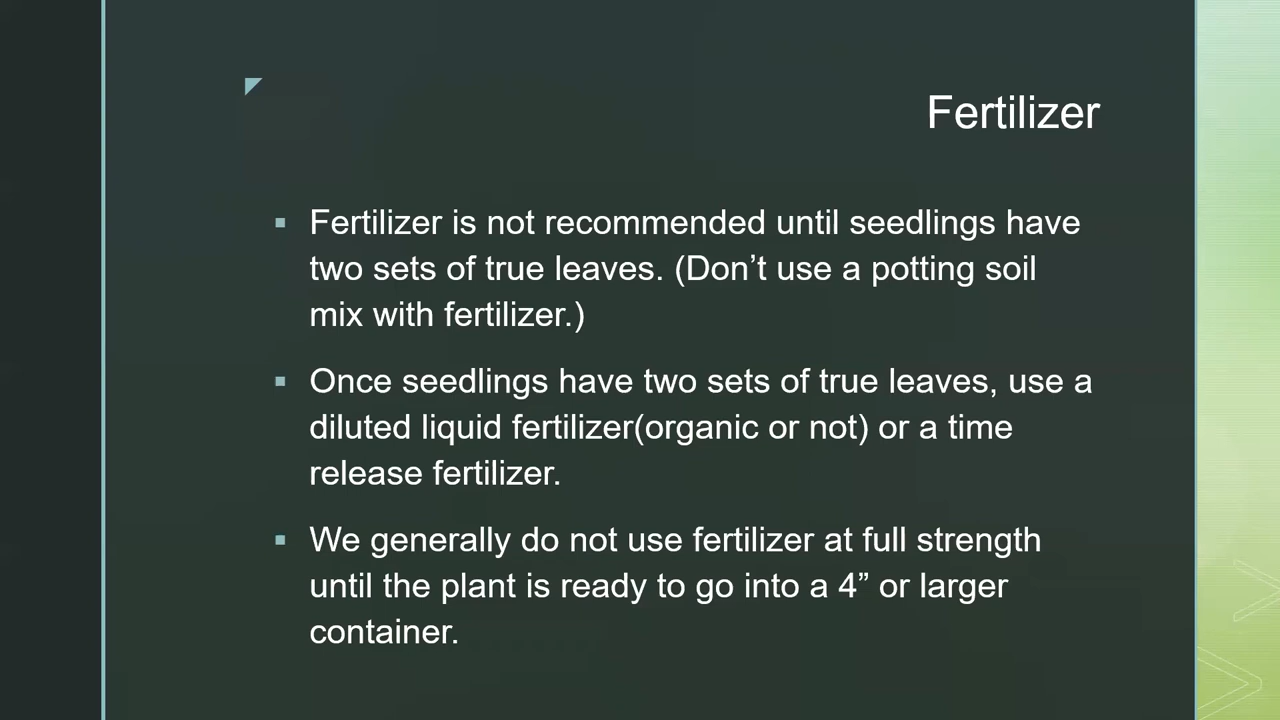 Fertilizer
▪ Fertilizer is not recommended until seedlings have
two sets of true leaves. (Don’t use a potting soil
mix with fertilizer.)
▪ Once seedlings have two sets of true leaves, use a
diluted liquid fertilizer(organic or not) or a time
release fertilizer.
▪ We generally do not use fertilizer at full strength
until the plant is ready to go into a 4” or larger
container.